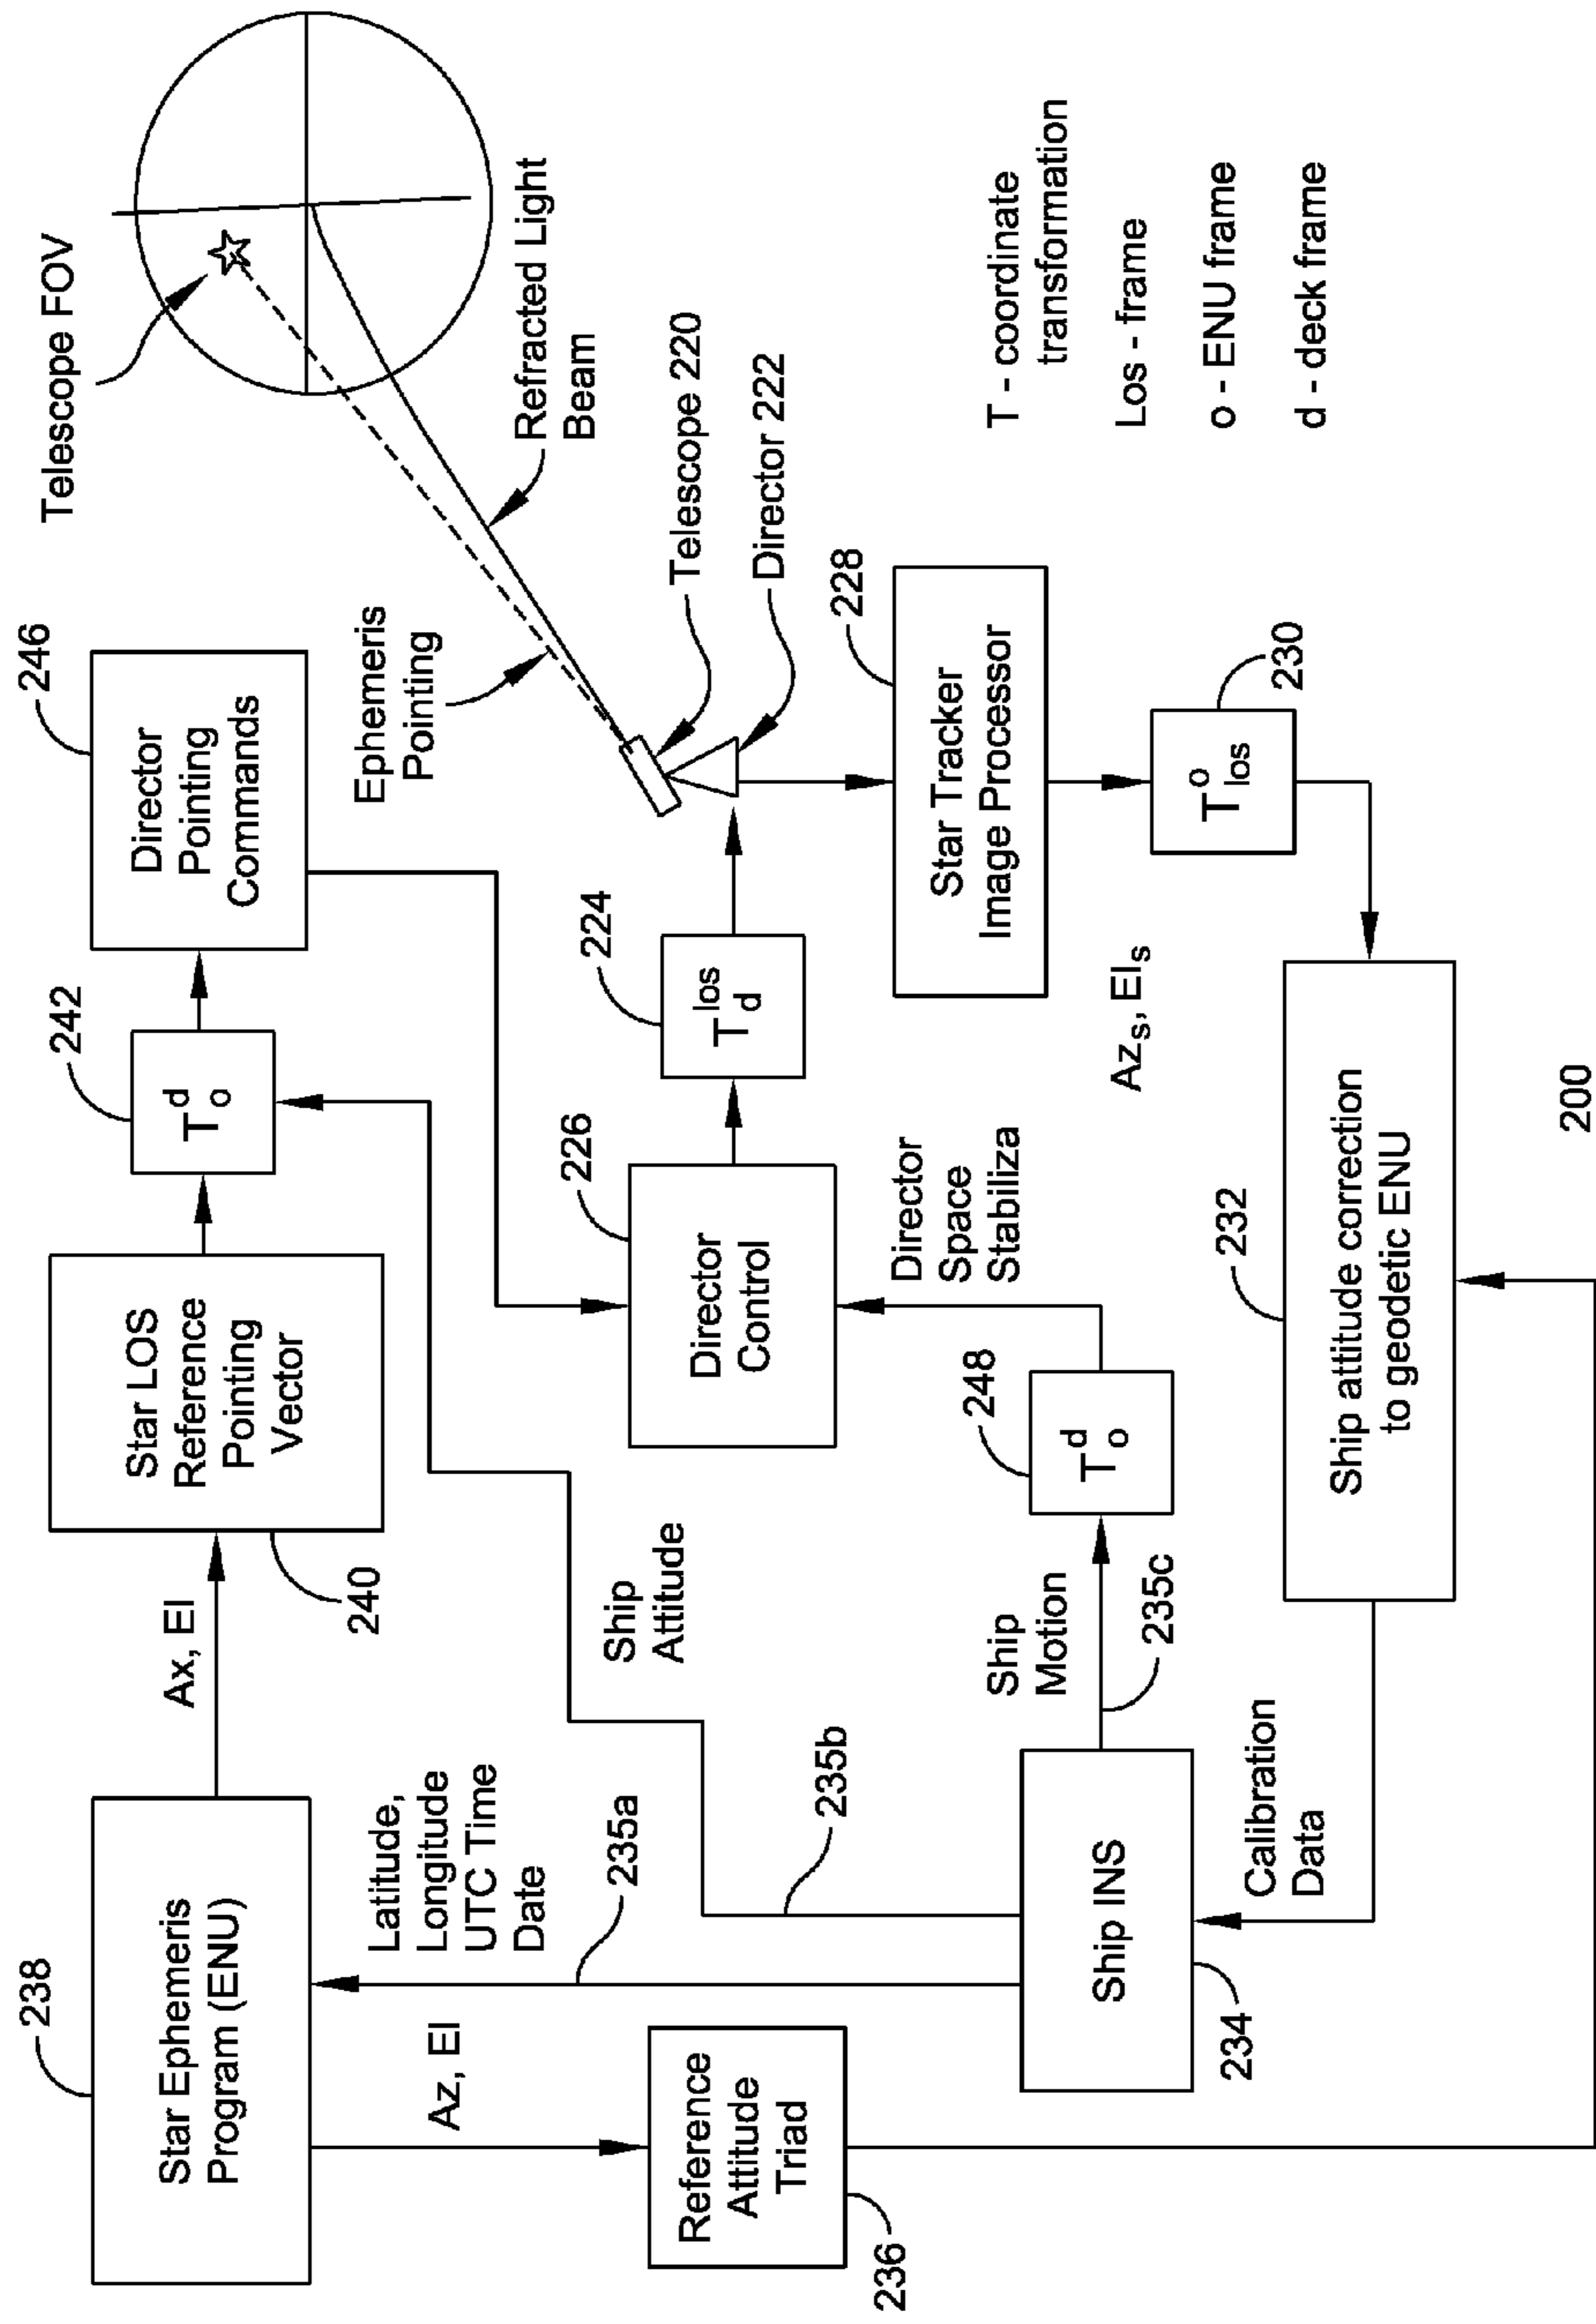 238
Star Ephemeris
Program (ENU)
Ax, El
Star LOS
Reference
Pointing
Vector
240
242
T
d
o
246
Director
Pointing
Commands
Telescope FOV
Az, El
Latitude,
Longitude
UTC Time
Date
235a
Ship
Attitude
226
Director
Control
224
T
los
d
Ephemeris
Pointing
Refracted Light
Beam
Telescope 220
Director 222
Reference
Attitude
Triad
236
235b
Ship
Motion
235c
248
T
d
o
Director
Space
Stabiliza
228
Star Tracker
Image Processor
Ship INS
234
Calibration
Data
232
Ship attitude correction
to geodetic ENU
Azs, Els
230
T
o
los
T - coordinate
transformation
Los - frame
o - ENU frame
d - deck frame
200